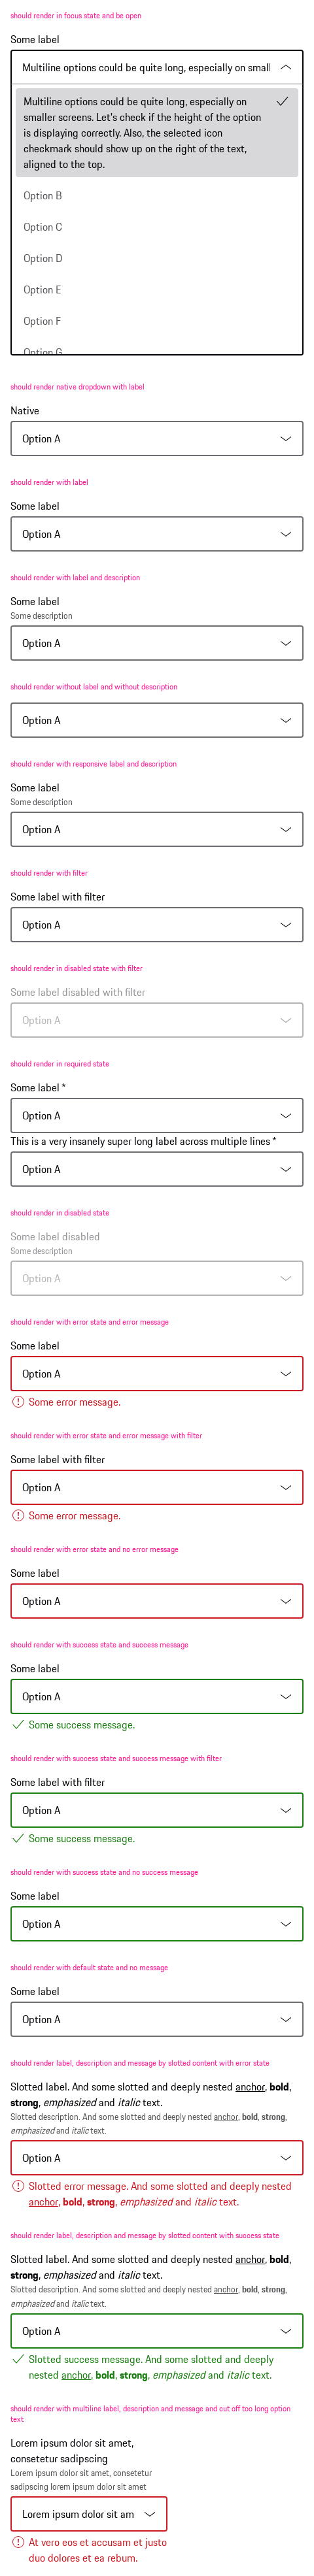 should render in focus state and be open
Some label
Multiline options could be quite long, especially on small
Multiline options could be quite long, especially on
smaller screens. Let's check if the height of the option
is displaying correctly. Also, the selected icon
checkmark should show up on the right of the text,
aligned to the top.
Option B
Option C
Option D
Option E
Option F
Option G
should render native dropdown with label
Native
Option A
should render with label
Some label
Option A
should render with label and description
Some label
Some description
Option A
should render without label and without description
Option A
should render with responsive label and description
Some label
Some description
Option A
should render with filter
Some label with filter
Option A
should render in disabled state with filter
Some label disabled with filter
Option A
should render in required state
Some label *
Option A
This is a very insanely super long label across multiple lines *
Option A
should render in disabled state
Some label disabled
Some description
Option A
should render with error state and error message
Some label
Option A
Some error message.
should render with error state and error message with filter
Some label with filter
Option A
Some error message.
should render with error state and no error message
Some label
Option A
should render with success state and success message
Some label
Option A
Some success message.
should render with success state and success message with filter
Some label with filter
Option A
Some success message.
should render with success state and no success message
Some label
Option A
should render with default state and no message
Some label
Option A
should render label, description and message by slotted content with error state
Slotted label. And some slotted and deeply nested anchor, bold,
strong, emphasized and italic text.
Slotted description. And some slotted and deeply nested anchor, bold, strong,
emphasized and italic text.
Option A
Slotted error message. And some slotted and deeply nested
anchor, bold, strong, emphasized and italic text.
should render label, description and message by slotted content with success state
Slotted label. And some slotted and deeply nested anchor, bold,
strong, emphasized and italic text.
Slotted description. And some slotted and deeply nested anchor, bold, strong,
emphasized and italic text.
Option A
Slotted success message. And some slotted and deeply
nested anchor, bold, strong, emphasized and italic text.
should render with multiline label, description and message and cut off too long option
text
Lorem ipsum dolor sit amet,
consetetur sadipscing
Lorem ipsum dolor sit amet, consetetur
sadipscing lorem ipsum dolor sit amet
Lorem ipsum dolor sit am
At vero eos et accusam et justo
duo dolores et ea rebum.